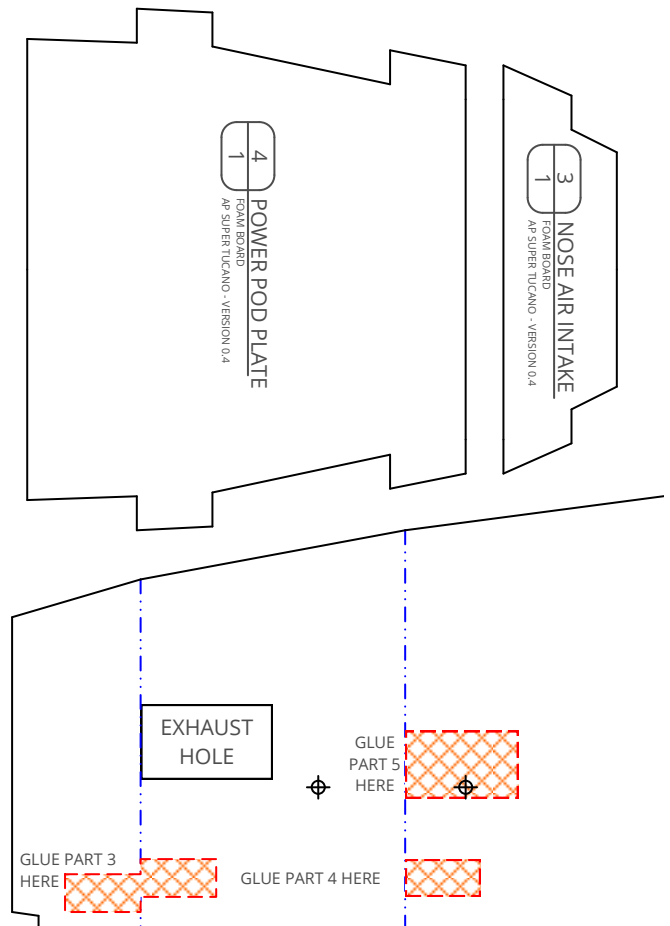 4
1
POWER POD PLATE
FOAM BOARD
AP SUPER TUCANO - VERSION 0.4
3
1
NOSE AIR INTAKE
FOAM BOARD
AP SUPER TUCANO - VERSION 0.4
EXHAUST
HOLE
GLUE
PART 5
HERE
GLUE PART 3
HERE
GLUE PART 4 HERE